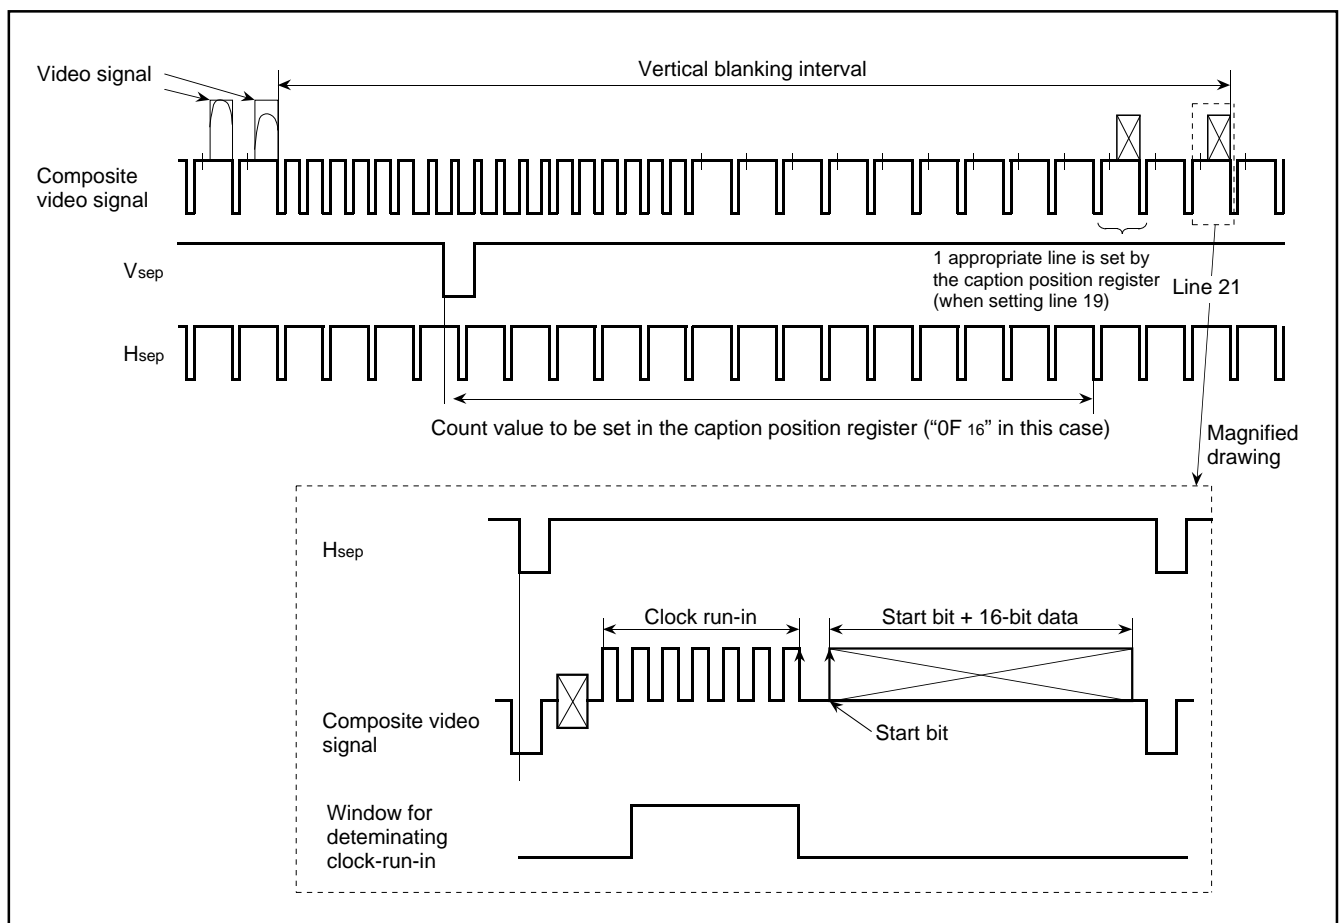 Video signal
Vertical blanking interval
Composite
video signal
Vsep
1 appropriate line is set by
the caption position register
(when setting line 19)
Line 21
Hsep
Count value to be set in the caption position register (“0F 16” in this case)
Magnified
drawing
Hsep
Clock run-in
Start bit + 16-bit data
Composite video
signal
Start bit
Window for
deteminating
clock-run-in